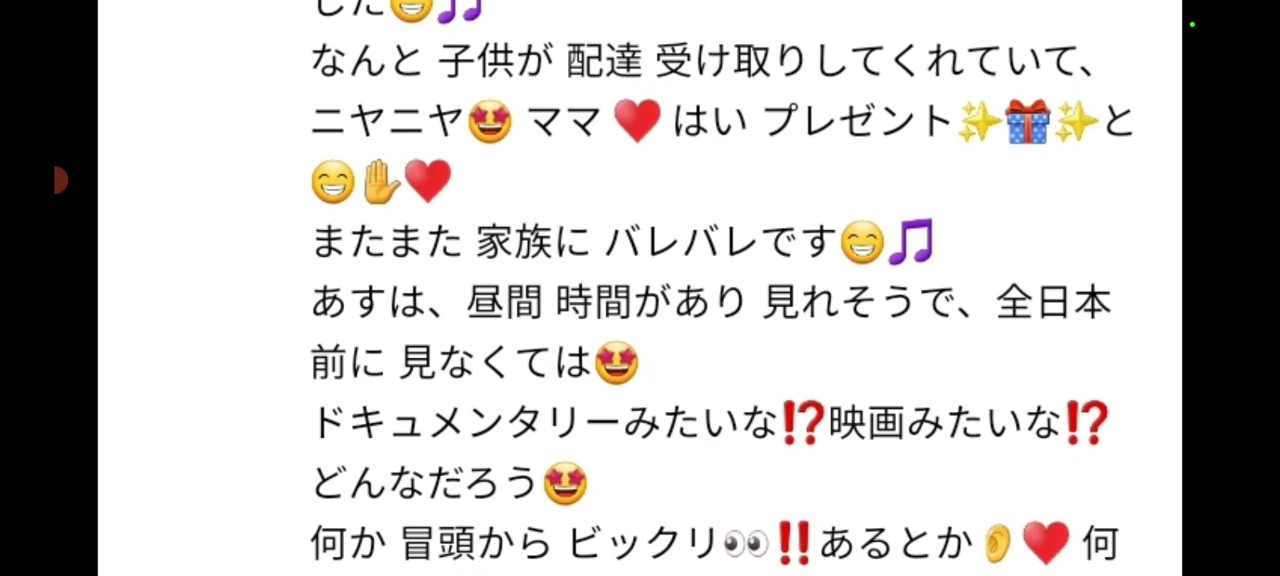 した😁🎵
なんと 子供が 配達 受け取りしてくれていて、
ニヤニヤ🤩 ママ ♥️ はい プレゼント✨🎁✨と
😁✋♥️
またまた 家族に バレバレです😁🎵
あすは、昼間 時間があり 見れそうで、全日本
前に 見なくては🤩
ドキュメンタリーみたいな⁉️映画みたいな⁉️
どんなだろう🤩
何か 冒頭から ビックリ👀‼️あるとか👂♥️ 何